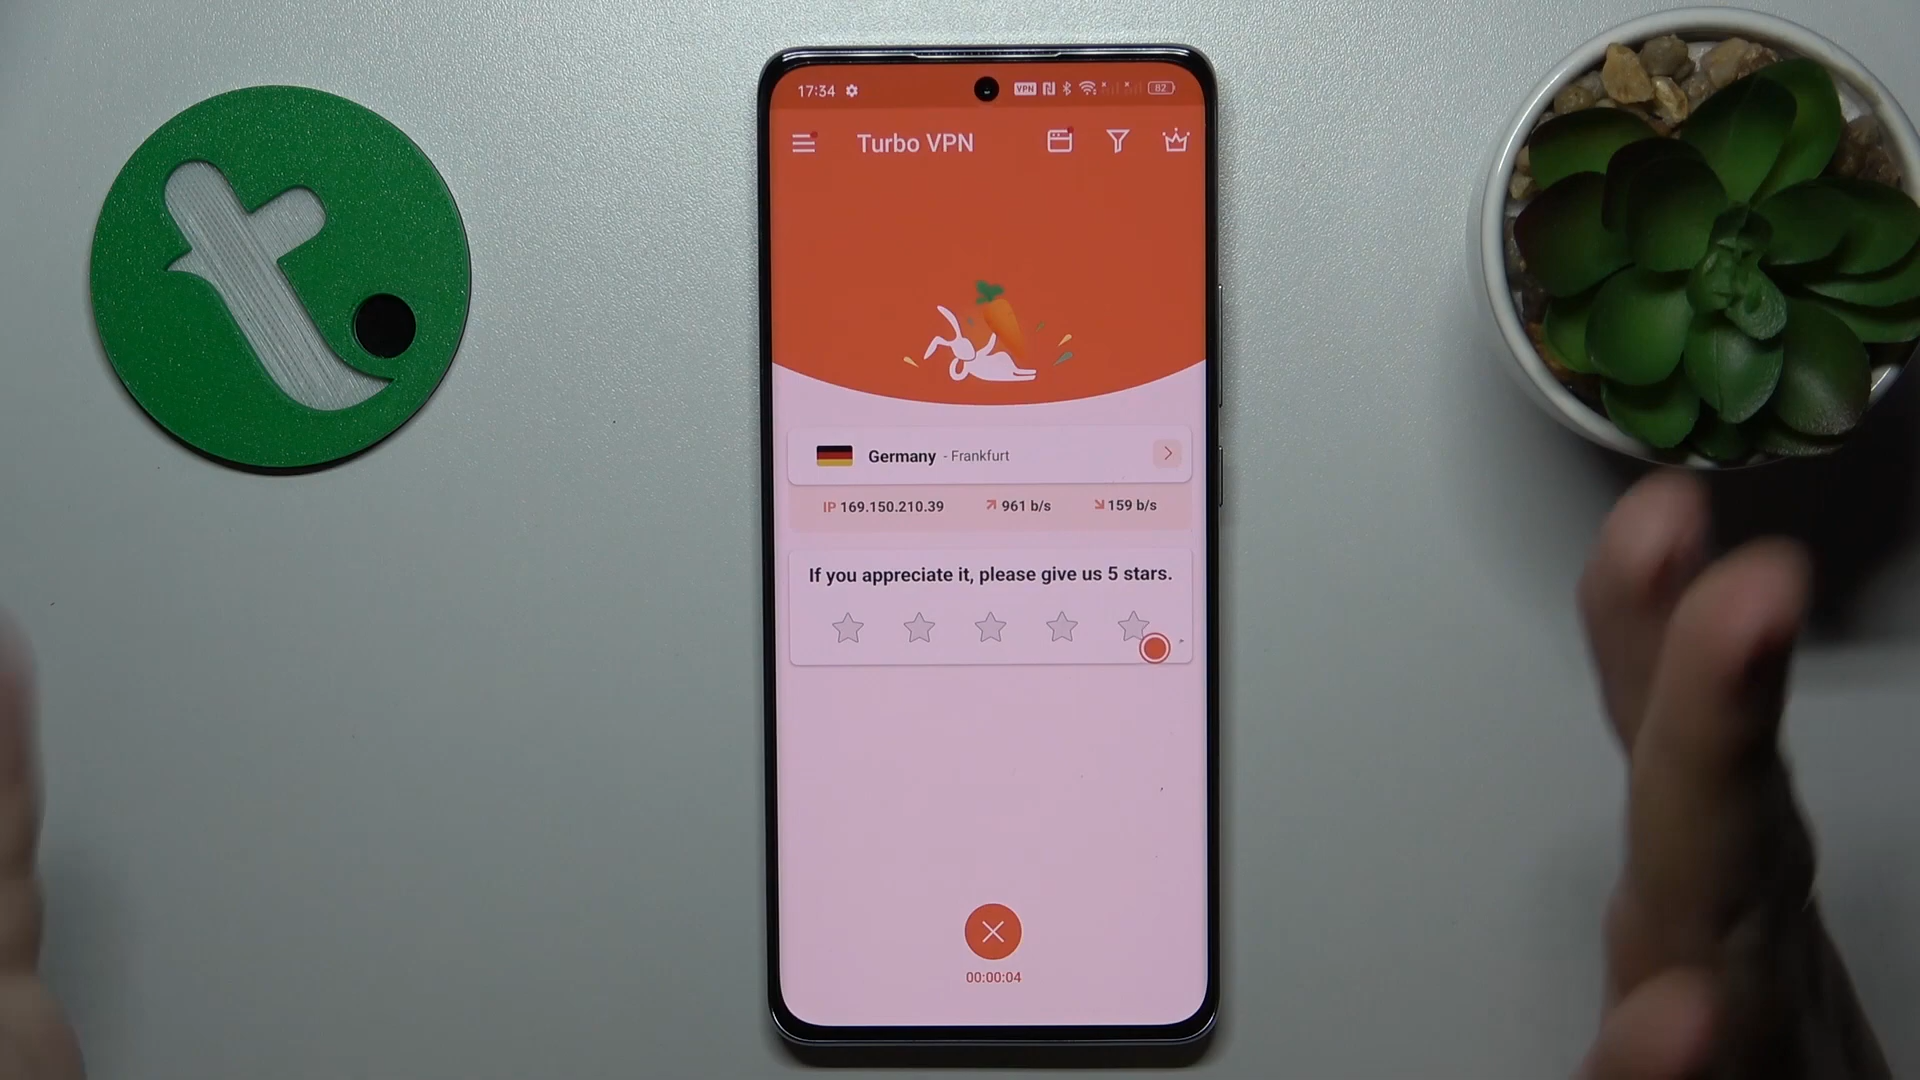 17:34
VPN
82
Turbo VPN
Germany - Frankfurt
IP 169.150.210.39 961 b/s 159 b/s
If you appreciate it, please give us 5 stars.
00:00:04
t